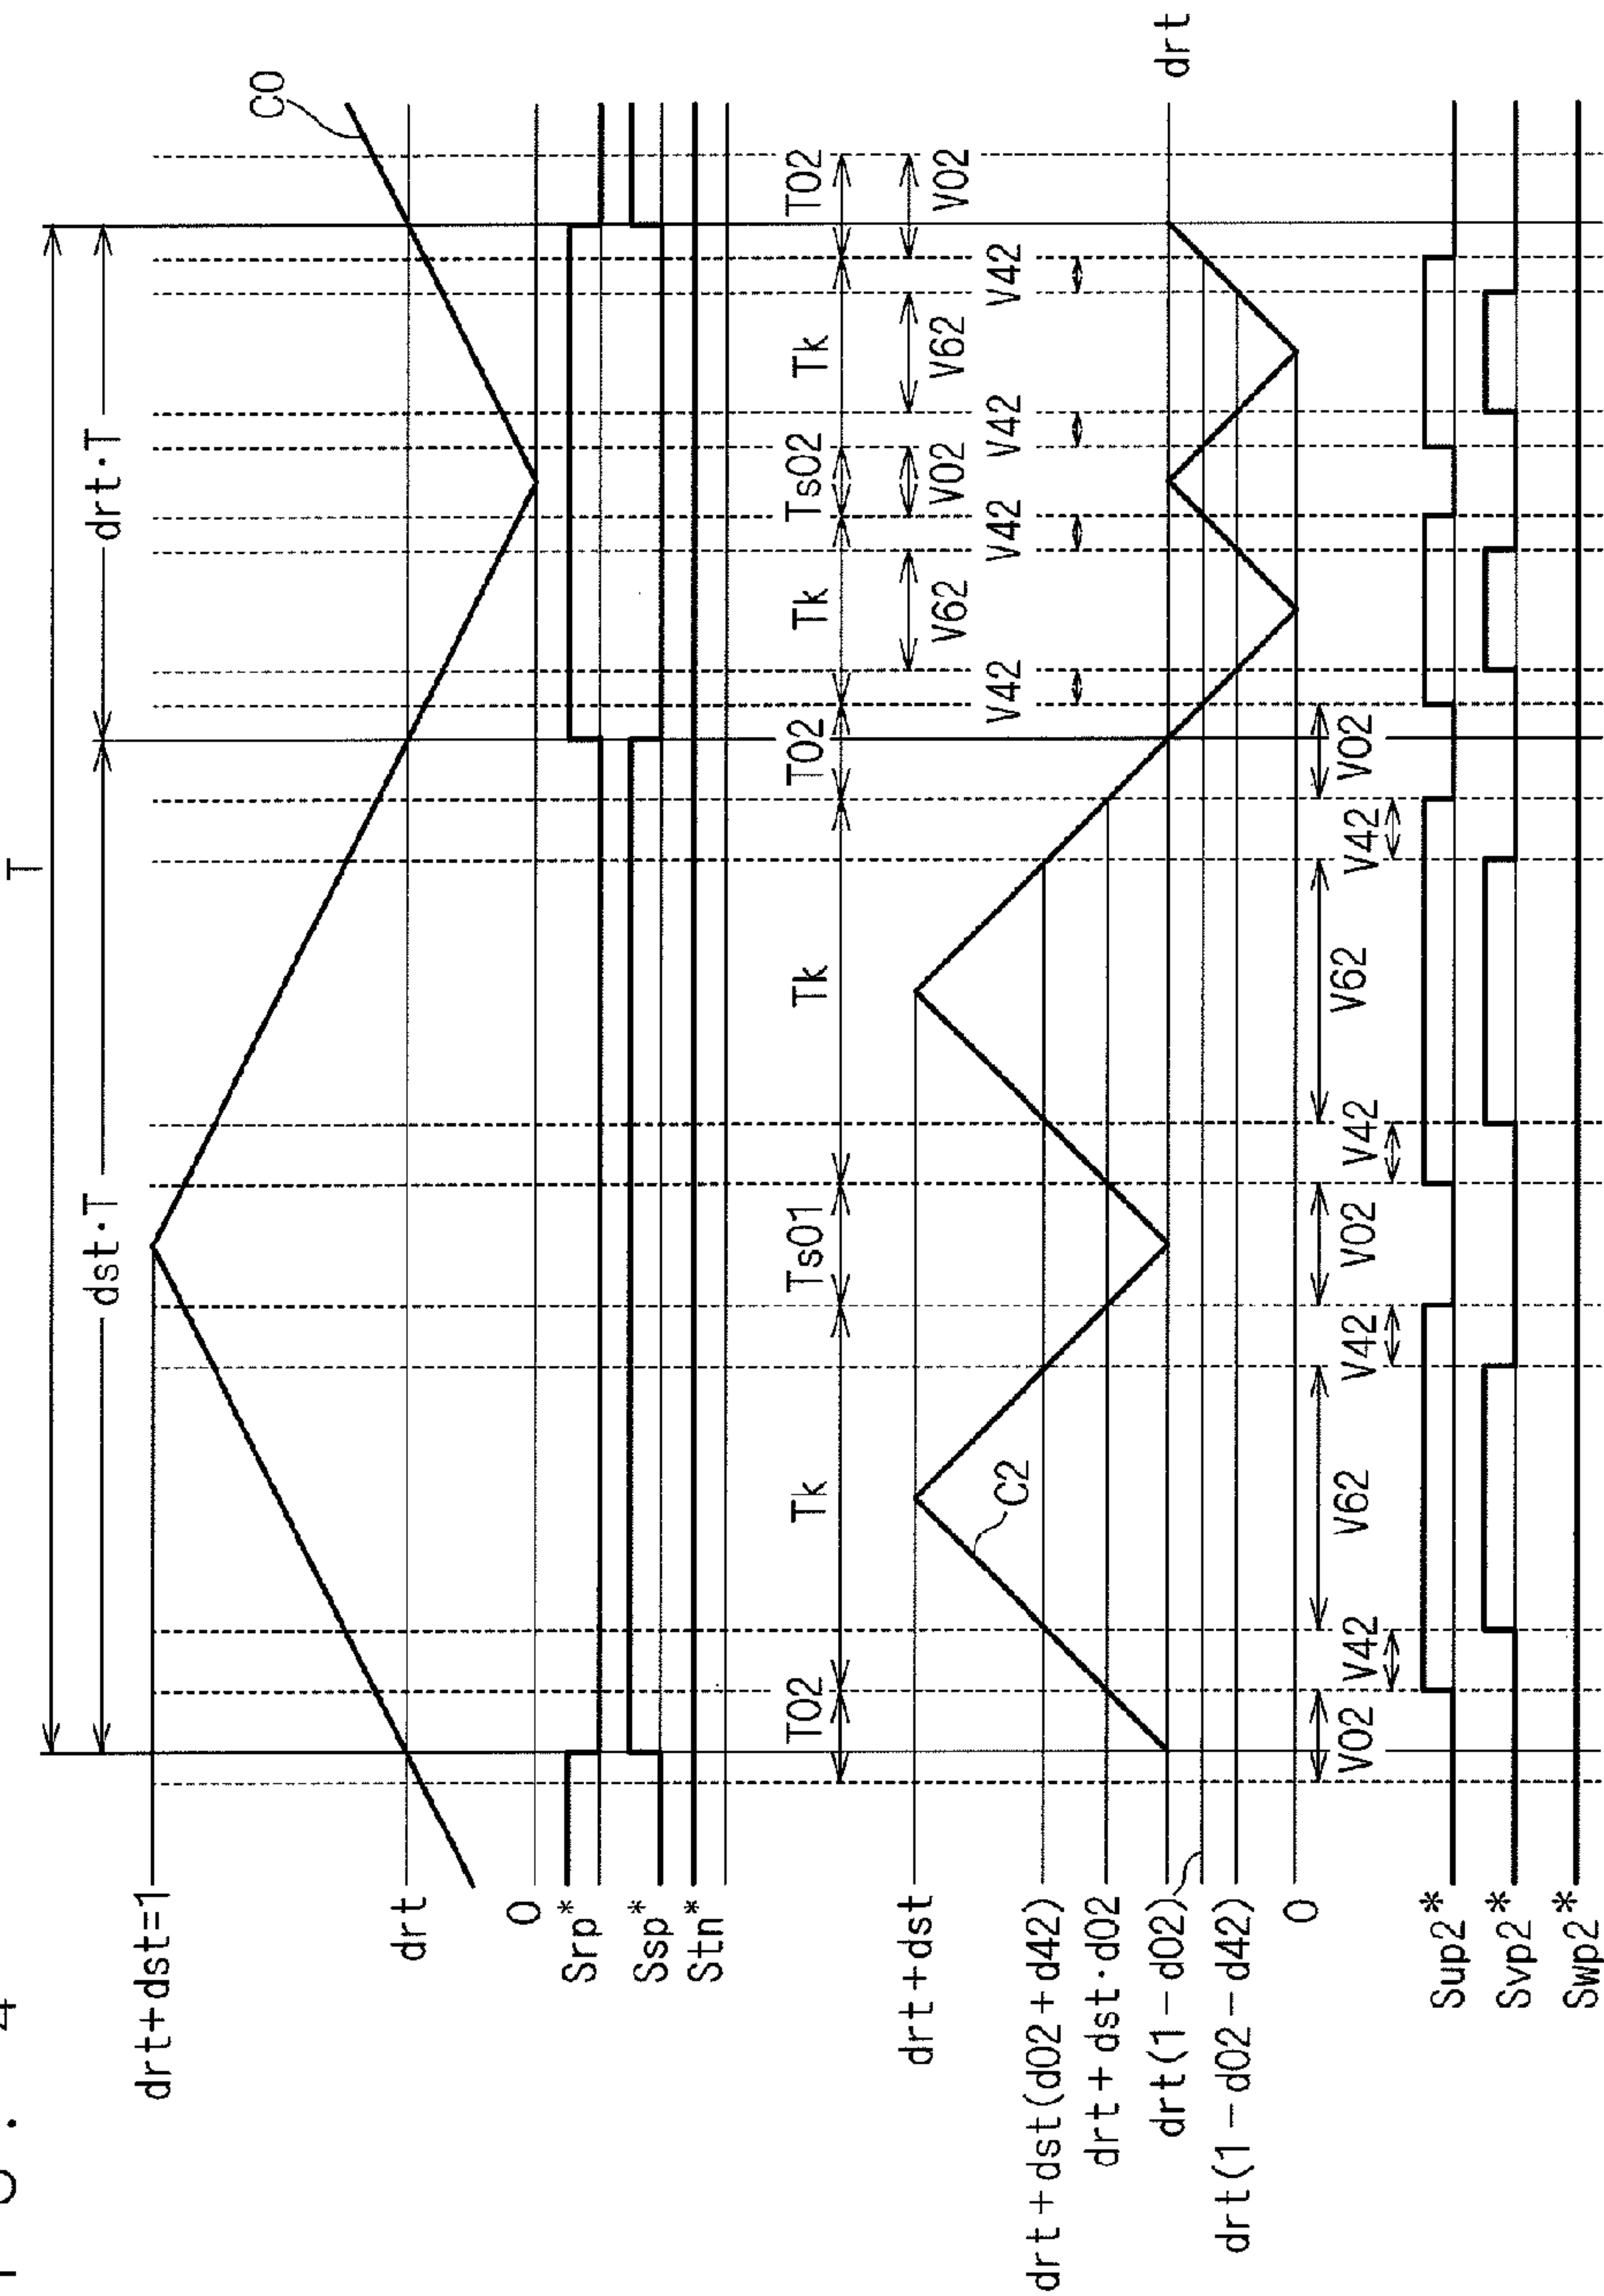 T
dst·T drt·T
C0
drt+dst=1
drt
0
Srp*
Ssp*
Stn*
T02 Tk Ts01 Tk T02 Tk Ts02 Tk T02
V62 V02 V62 V02
V42 V42 V42 V42
drt+dst
C2
drt+dst(d02+d42)
drt+dst·d02
drt(1-d02) drt
drt(1-d02-d42)
0
V02 V42 V62 V42 V02 V42 V62 V42 V02
Sup2*
Svp2*
Swp2*